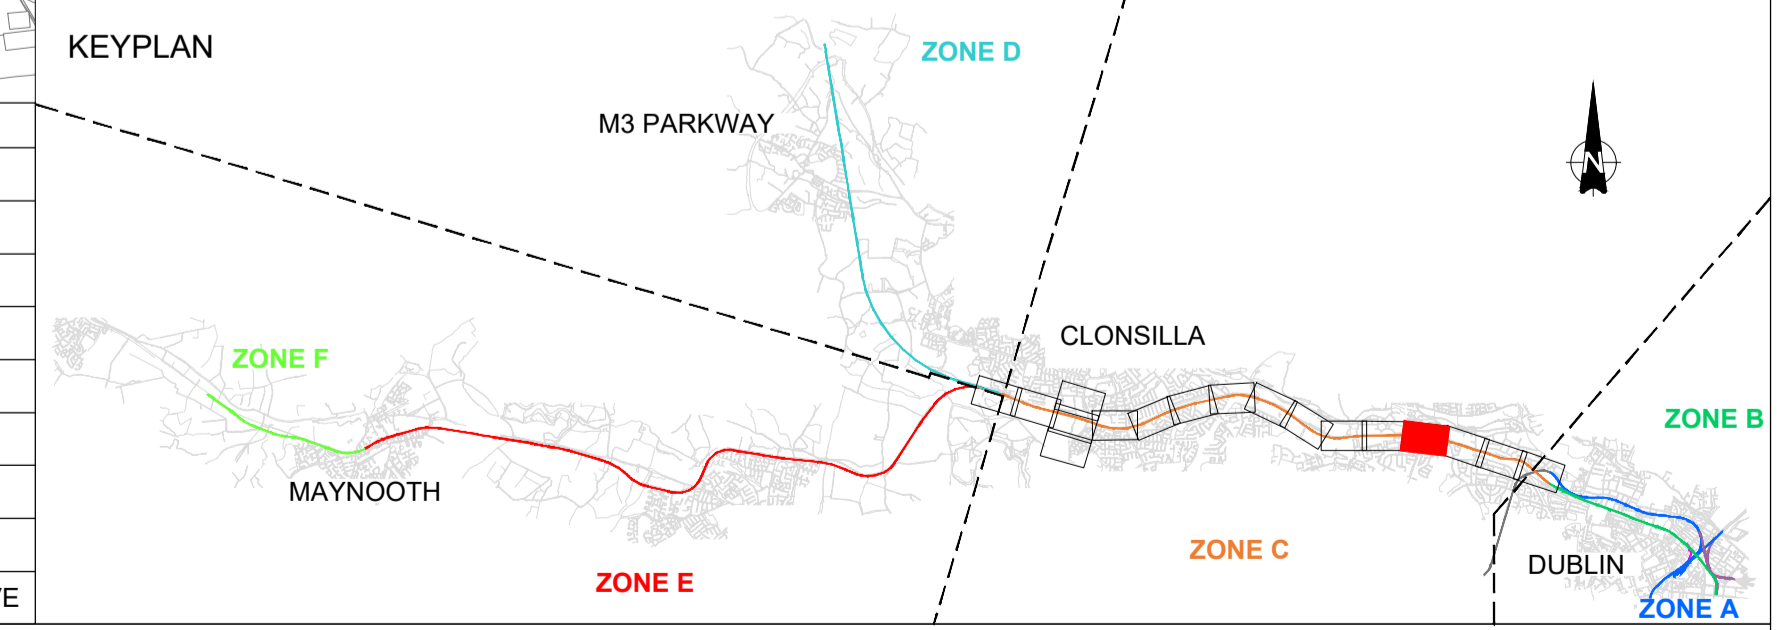 KEYPLAN
ZONE D
M3 PARKWAY
N
CLONSILLA
ZONE F
ZONE B
MAYNOOTH
ZONE C
DUBLIN
ZONE E
ZONE A